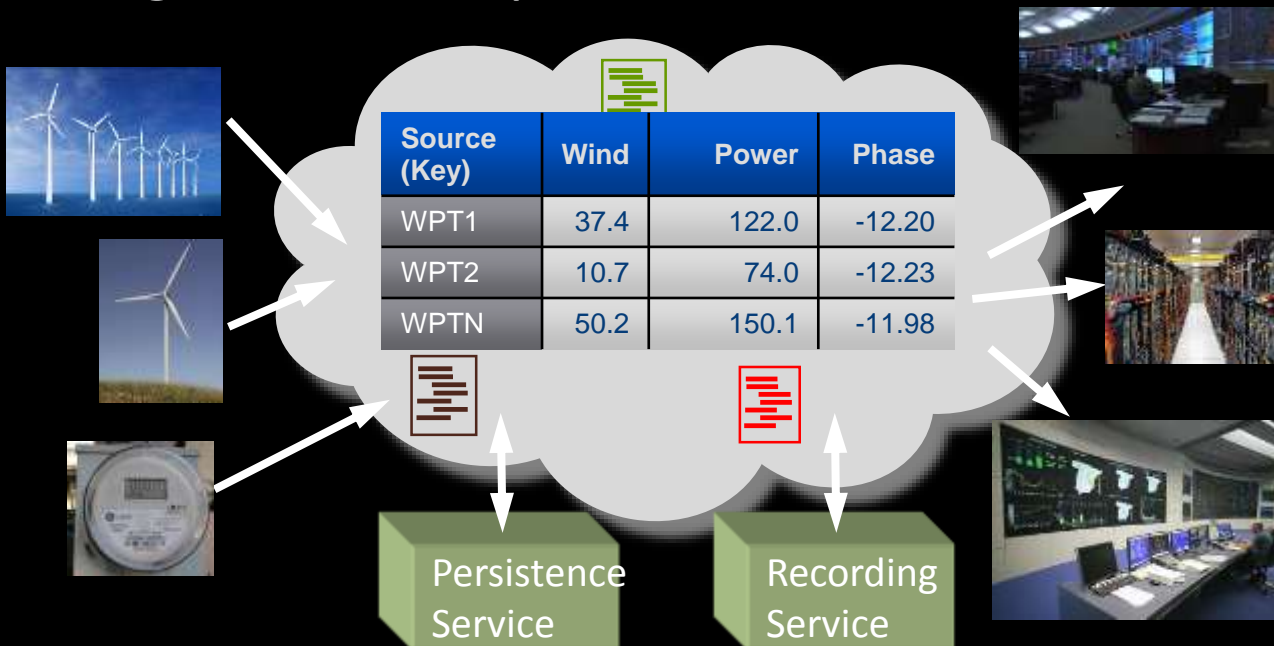 Source
(Key)
Wind
Power
Phase
WPT1
37.4
122.0
-12.20
WPT2
10.7
74.0
-12.23
WPTN
50.2
150.1
-11.98
Persistence
Service
Recording
Service